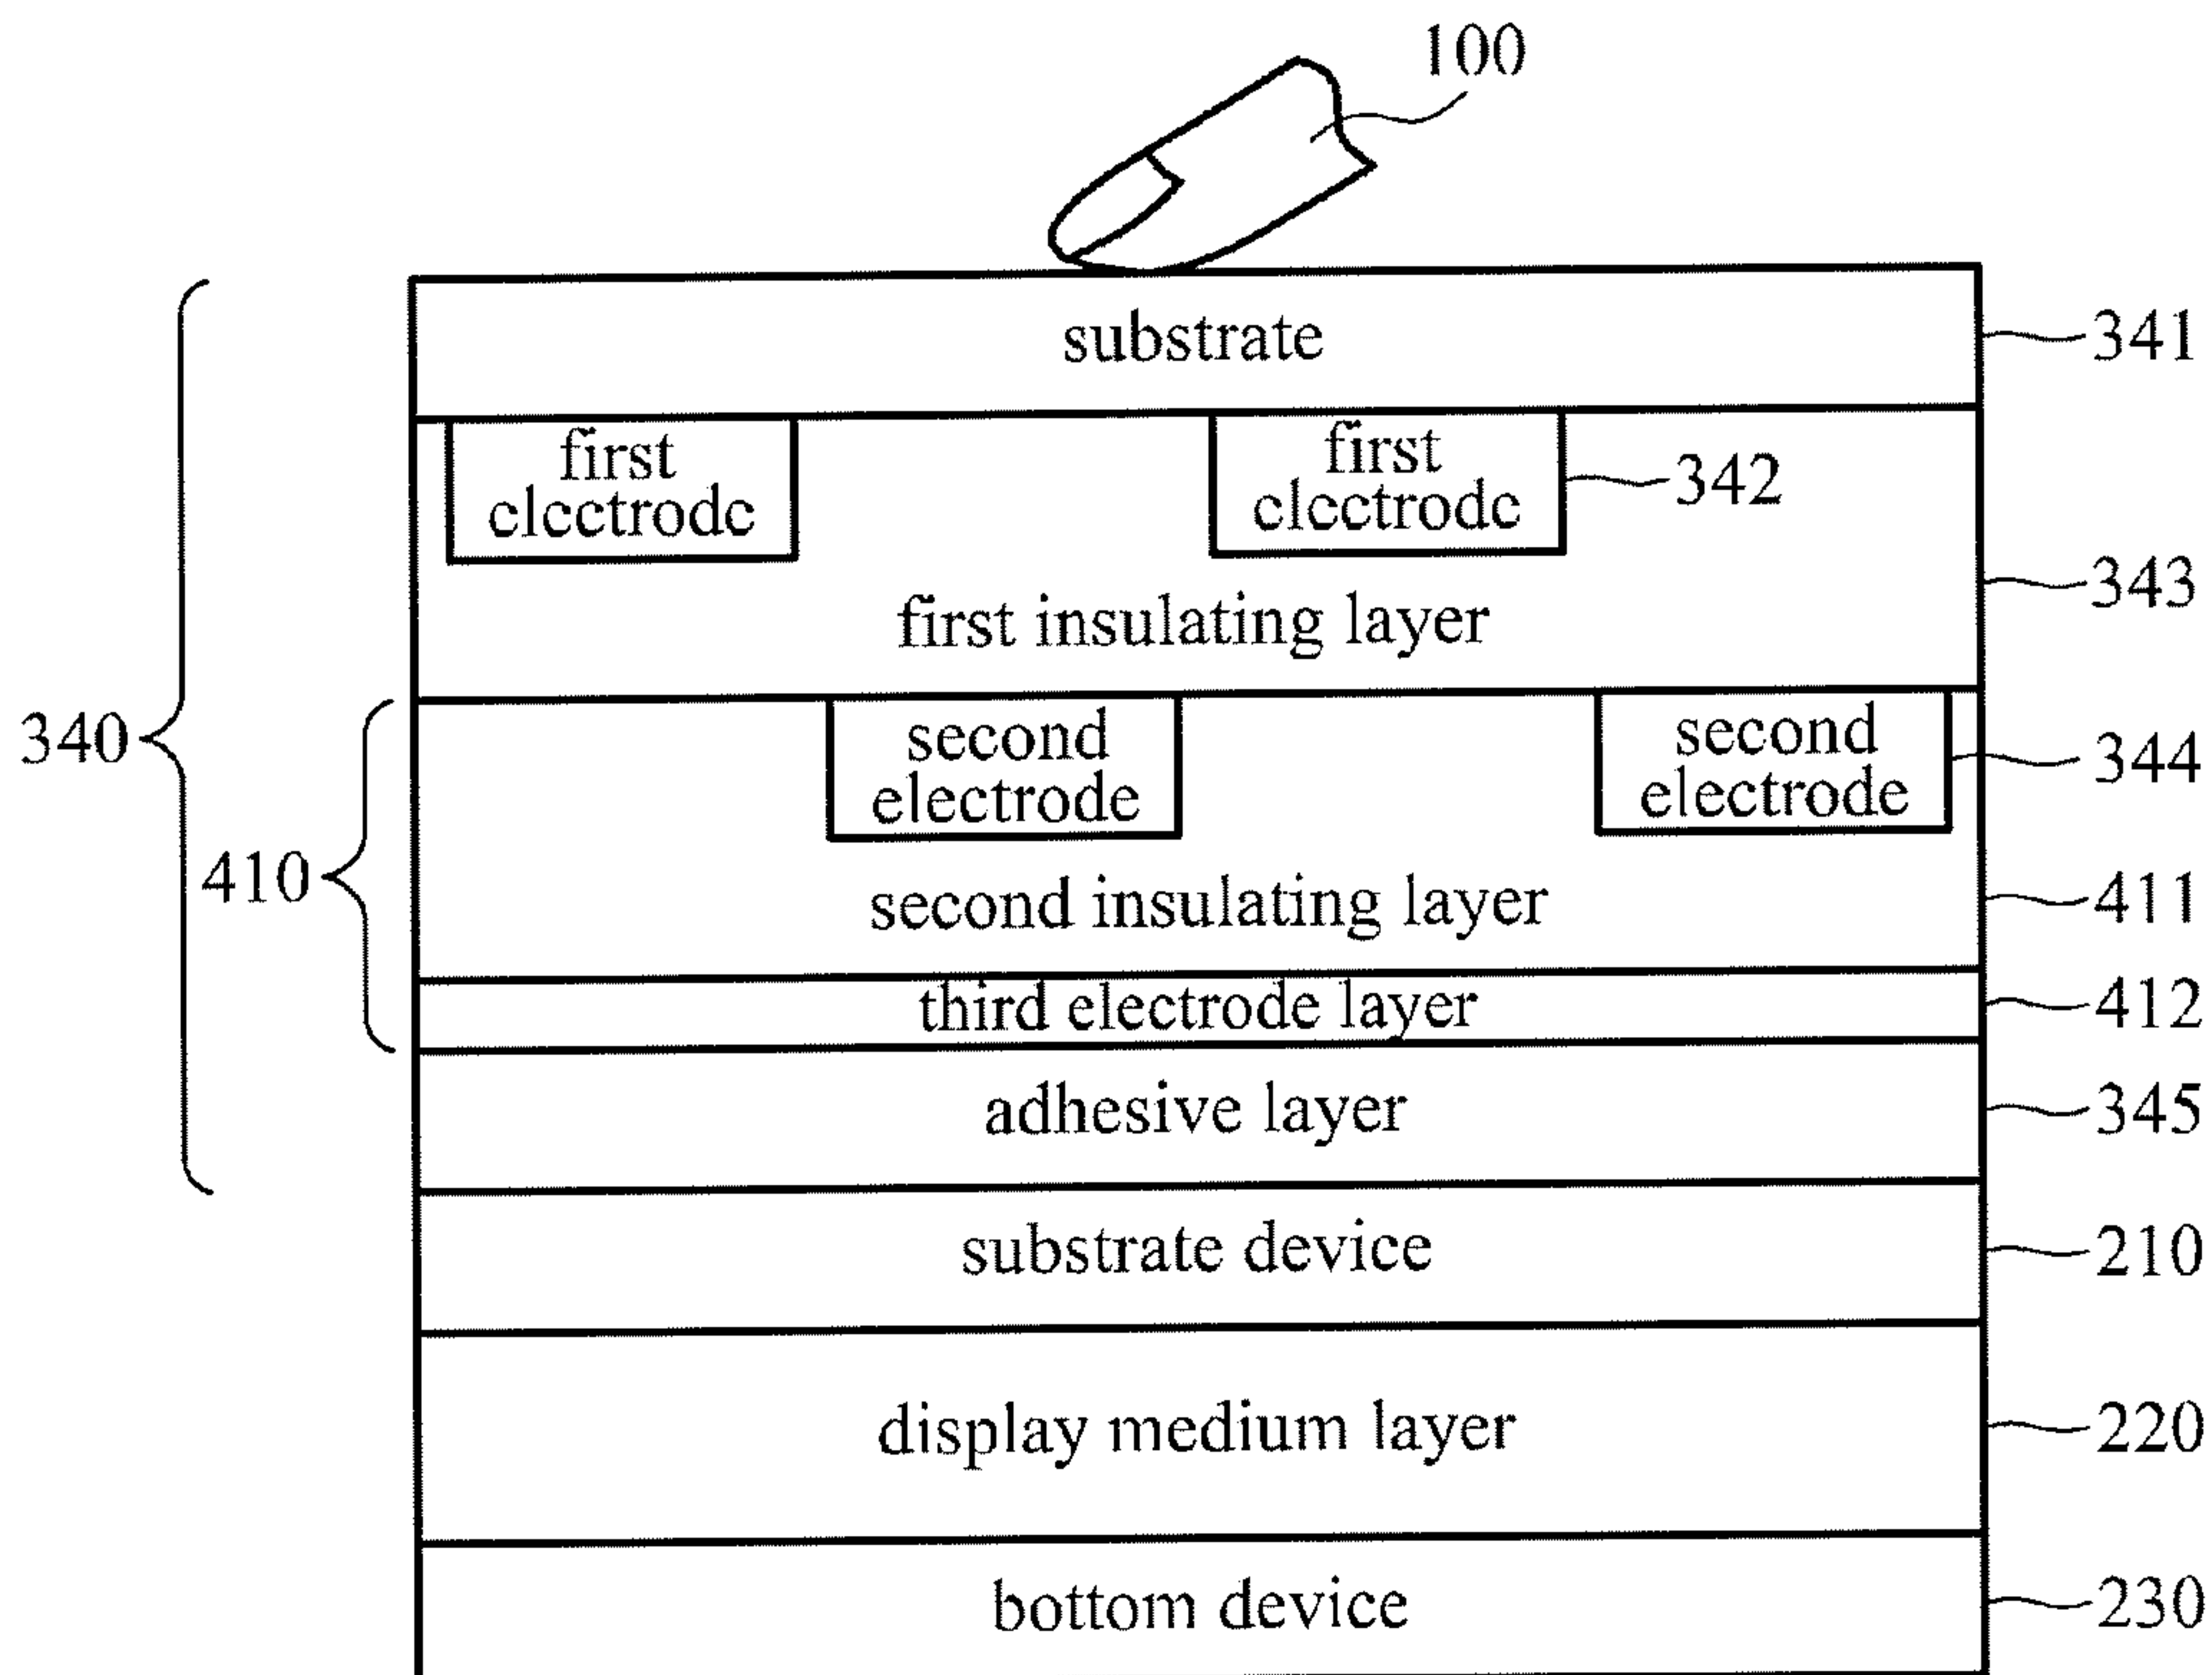 100
substrate
341
first
electrode
first
electrode
342
343
first insulating layer
340
second
electrode
second
electrode
344
410
second insulating layer
411
third electrode layer
412
adhesive layer
345
substrate device
210
display medium layer
220
bottom device
230